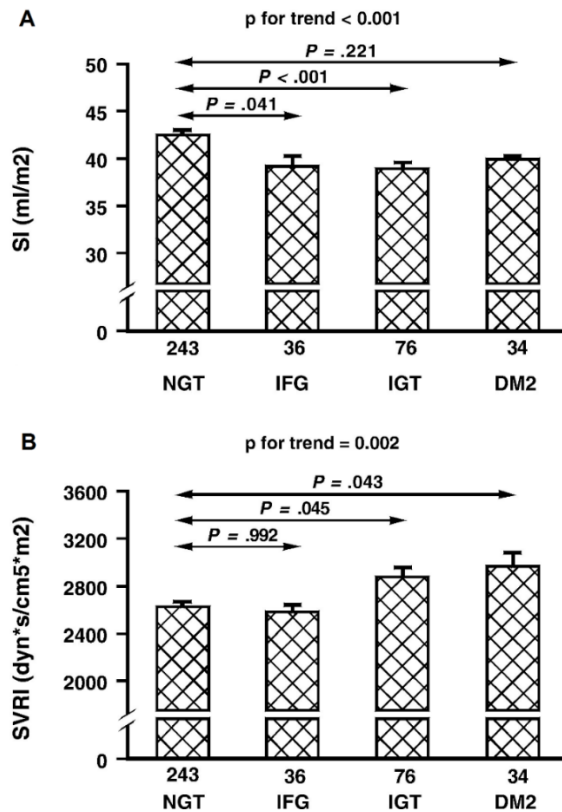 A
p for trend < 0.001
P = .221
P < .001
P = .041
SI (ml/m2)
50
45
40
35
30
0
243 36 76 34
NGT IFG IGT DM2
B
p for trend = 0.002
P = .043
P = .045
P = .992
SVRI (dyn*s/cm5*m2)
3600
3200
2800
2400
2000
0
243 36 76 34
NGT IFG IGT DM2